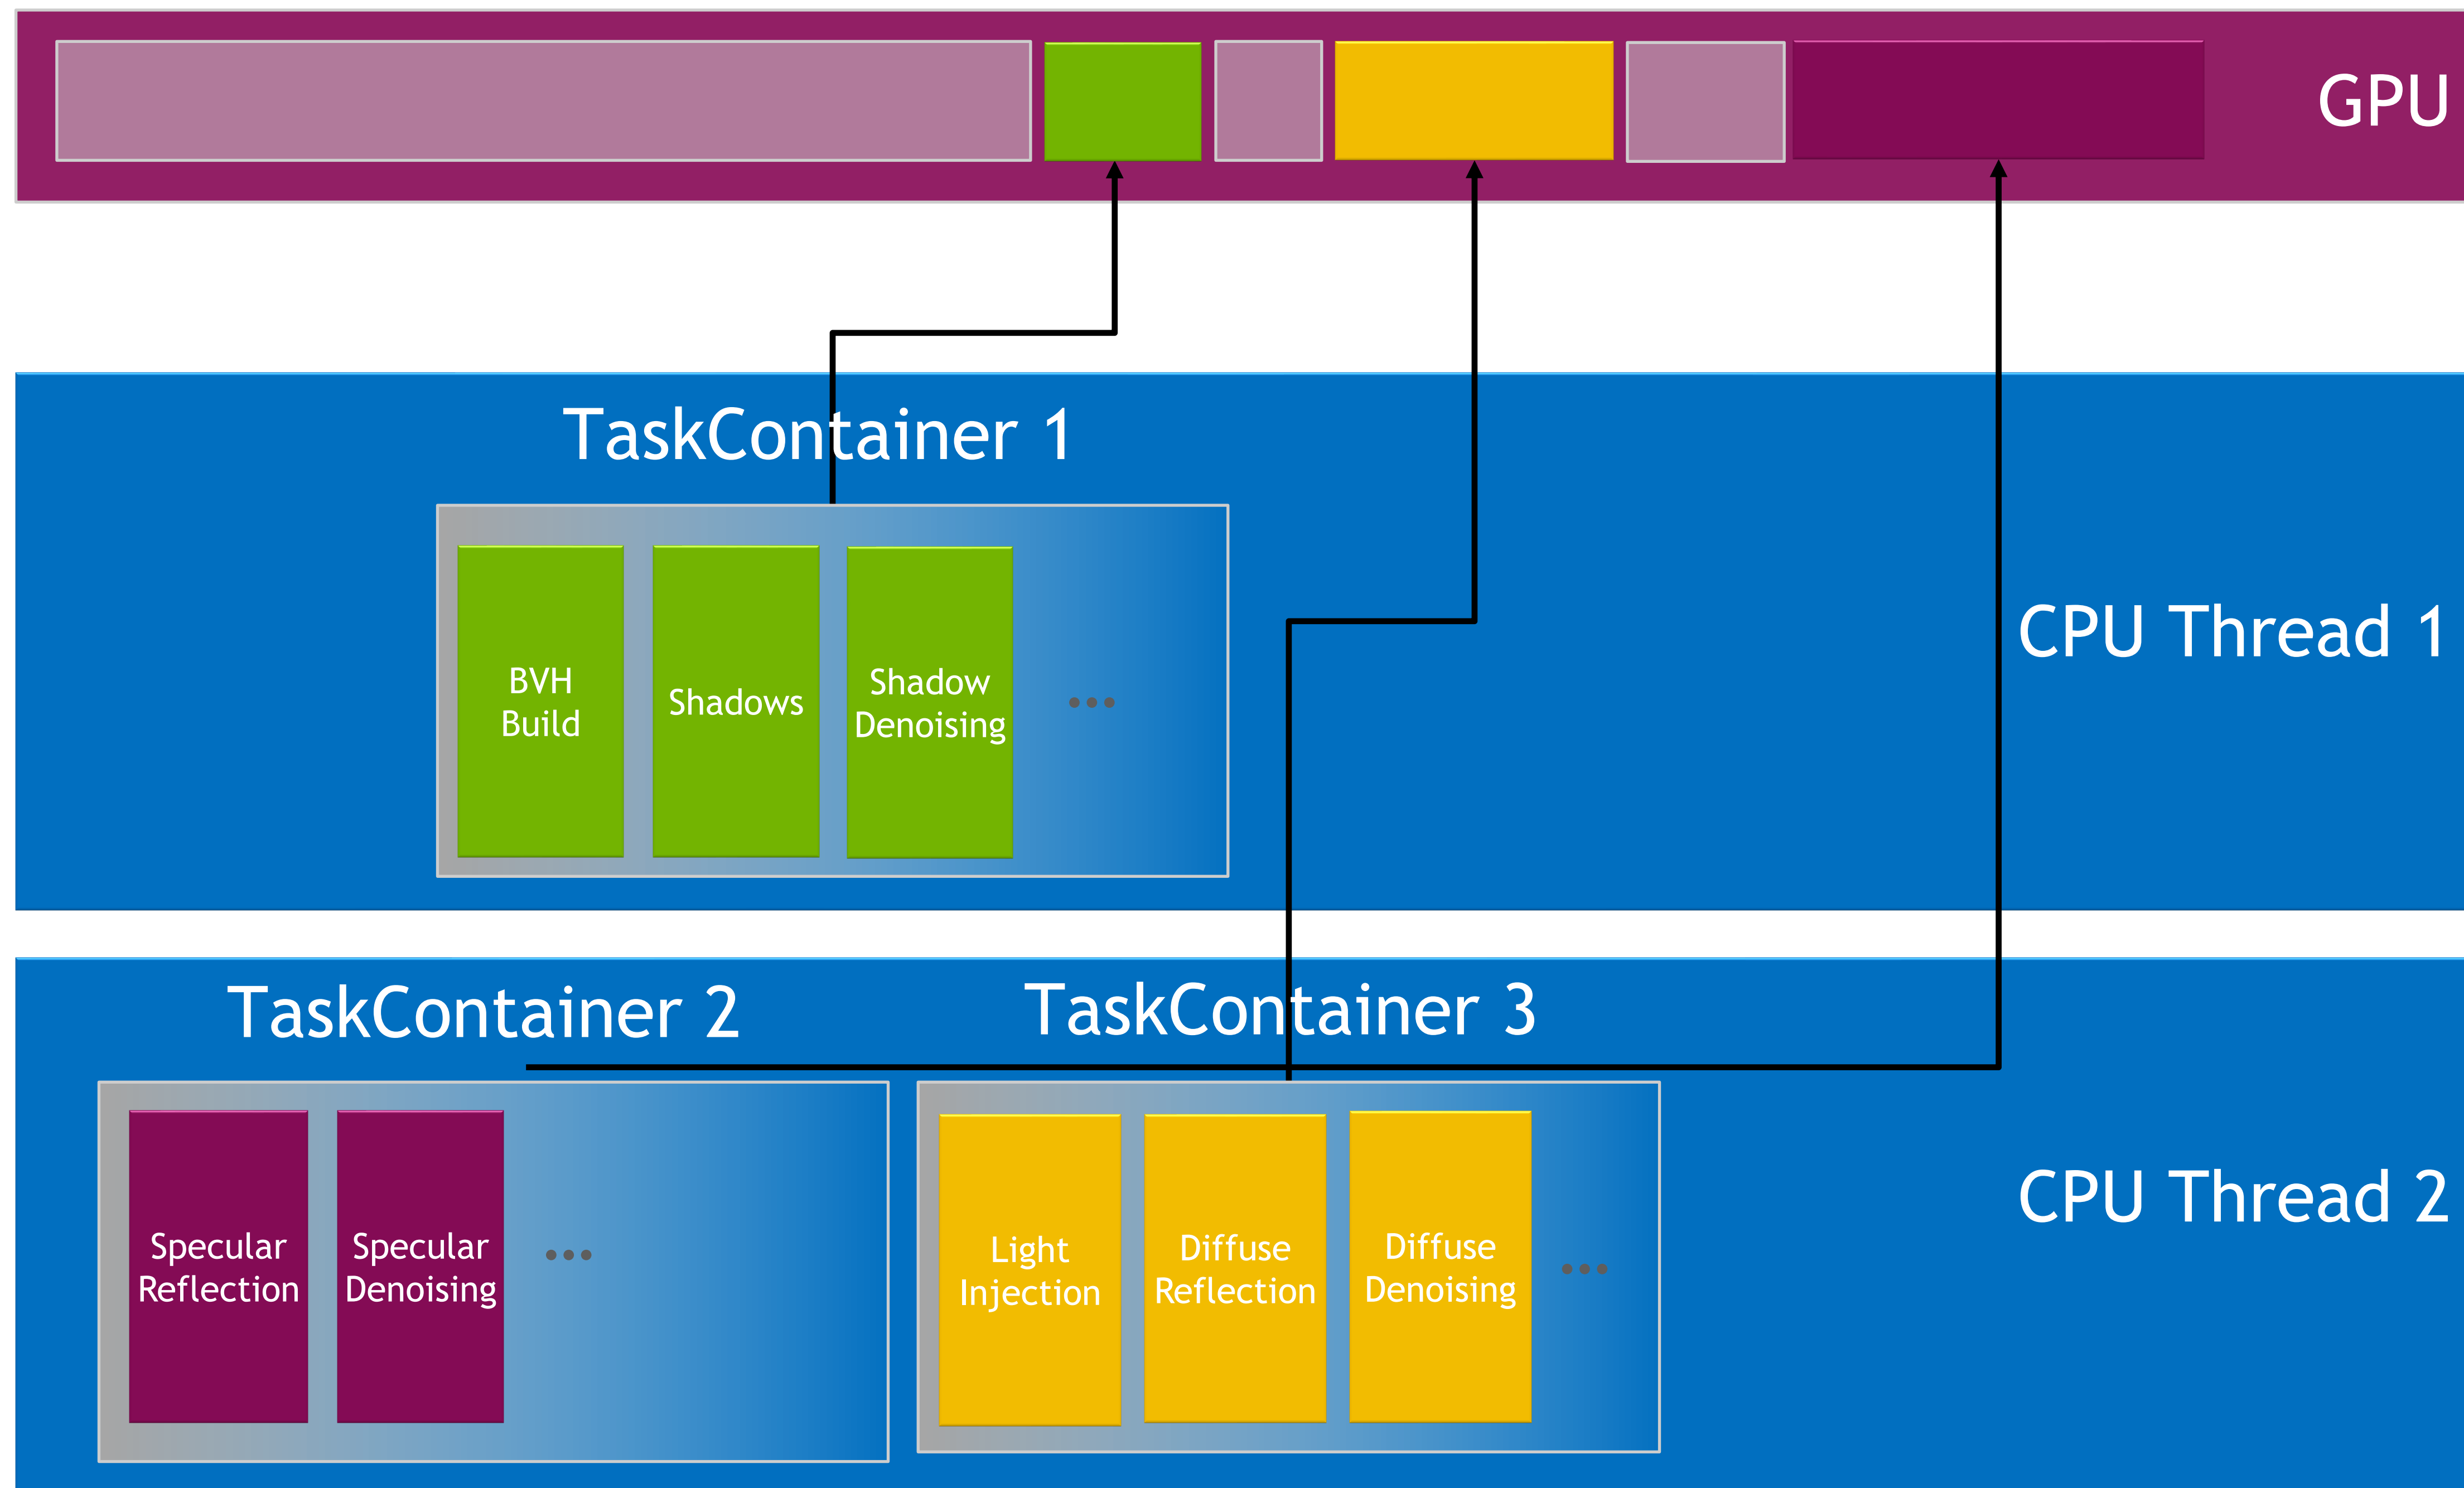 GPU
TaskContainer 1
BVH
Build
Shadows
Shadow
Denoising
...
CPU Thread 1
TaskContainer 2
TaskContainer 3
Specular
Reflection
Specular
Denoising
...
Light
Injection
Diffuse
Reflection
Diffuse
Denoising
...
CPU Thread 2